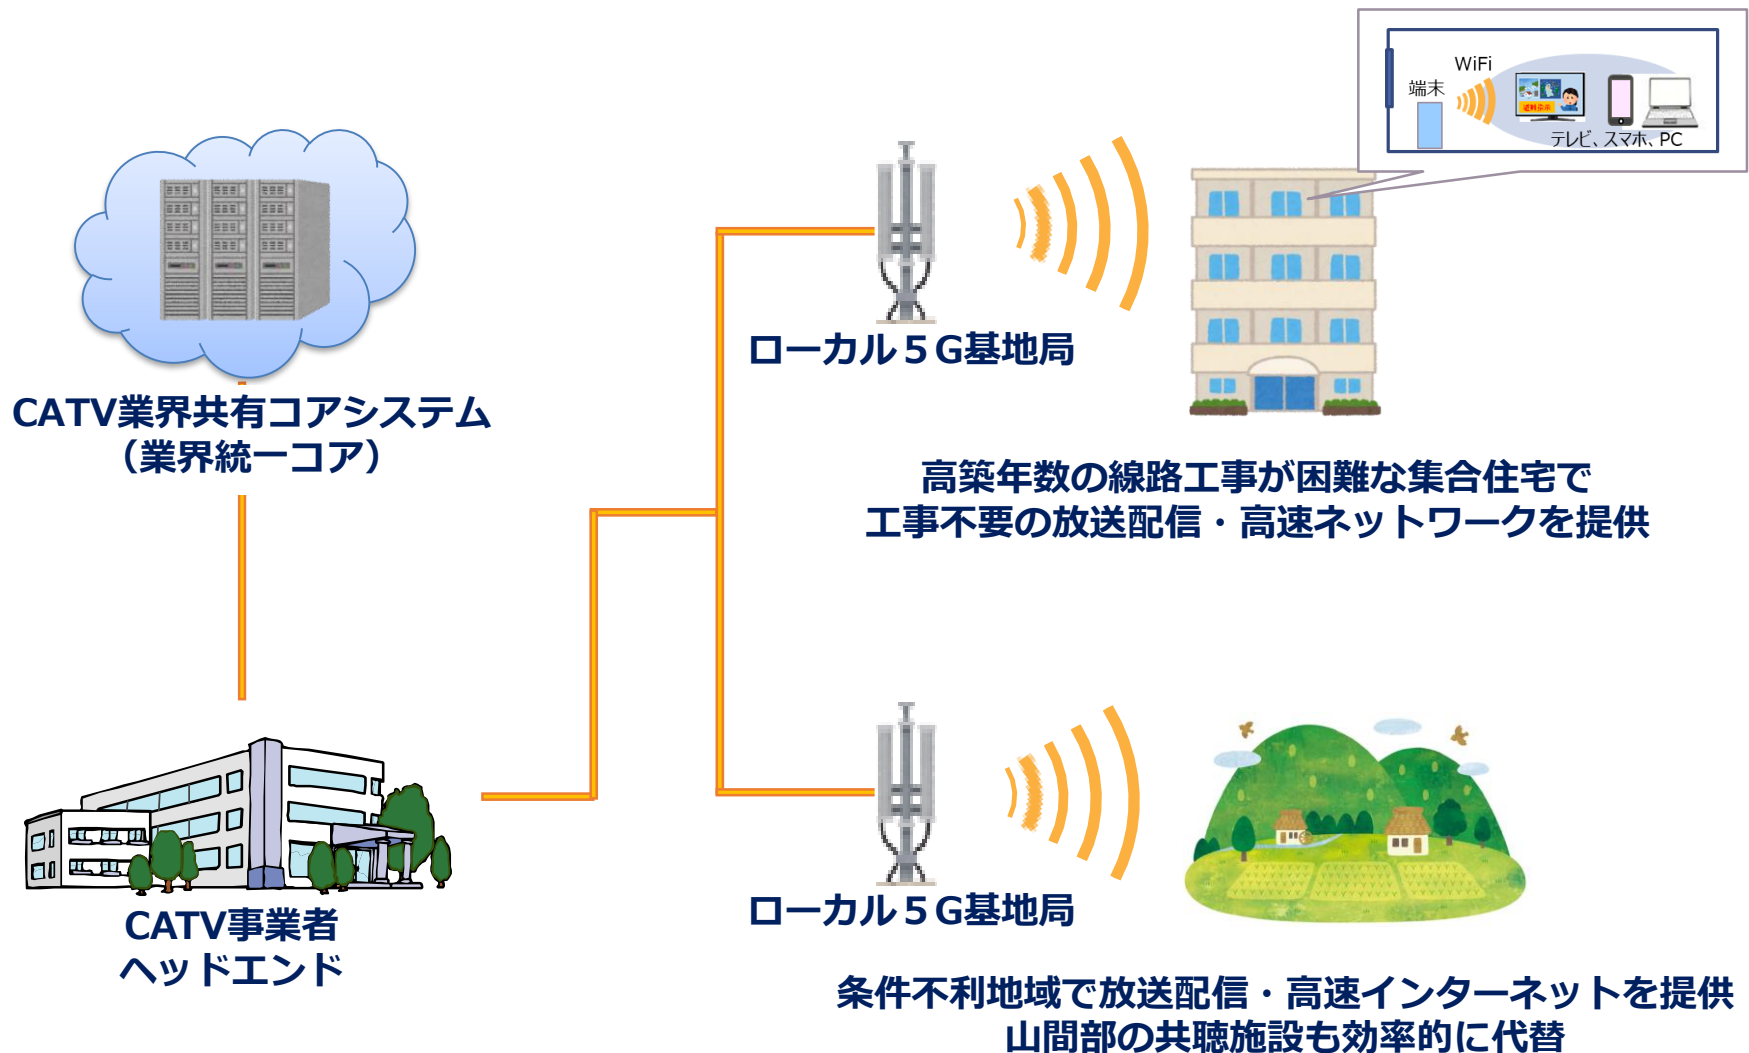 WiFi
端末
テレビ、スマホ、PC
避難指示
ローカル５G基地局
CATV業界共有コアシステム
（業界統一コア）
高築年数の線路工事が困難な集合住宅で
工事不要の放送配信・高速ネットワークを提供
ローカル５G基地局
CATV事業者
ヘッドエンド
条件不利地域で放送配信・高速インターネットを提供
山間部の共聴施設も効率的に代替